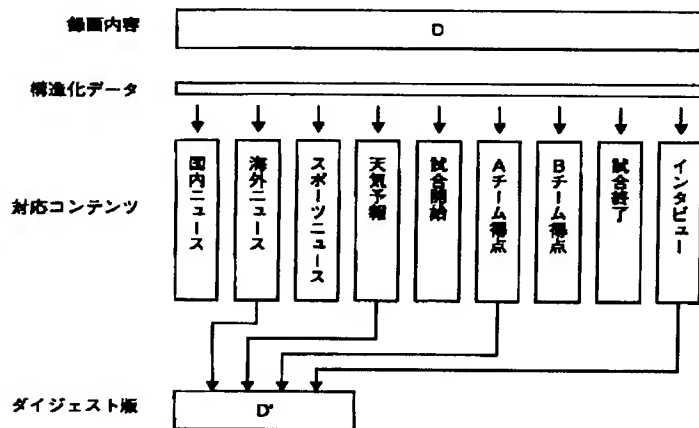 録画内容
D
構造化データ
対応コンテンツ
国内ニュース
海外ニュース
スポーツニュース
天気予報
試合開始
Aチーム得点
Bチーム得点
試合終了
インタビュー
ダイジェスト版
D'